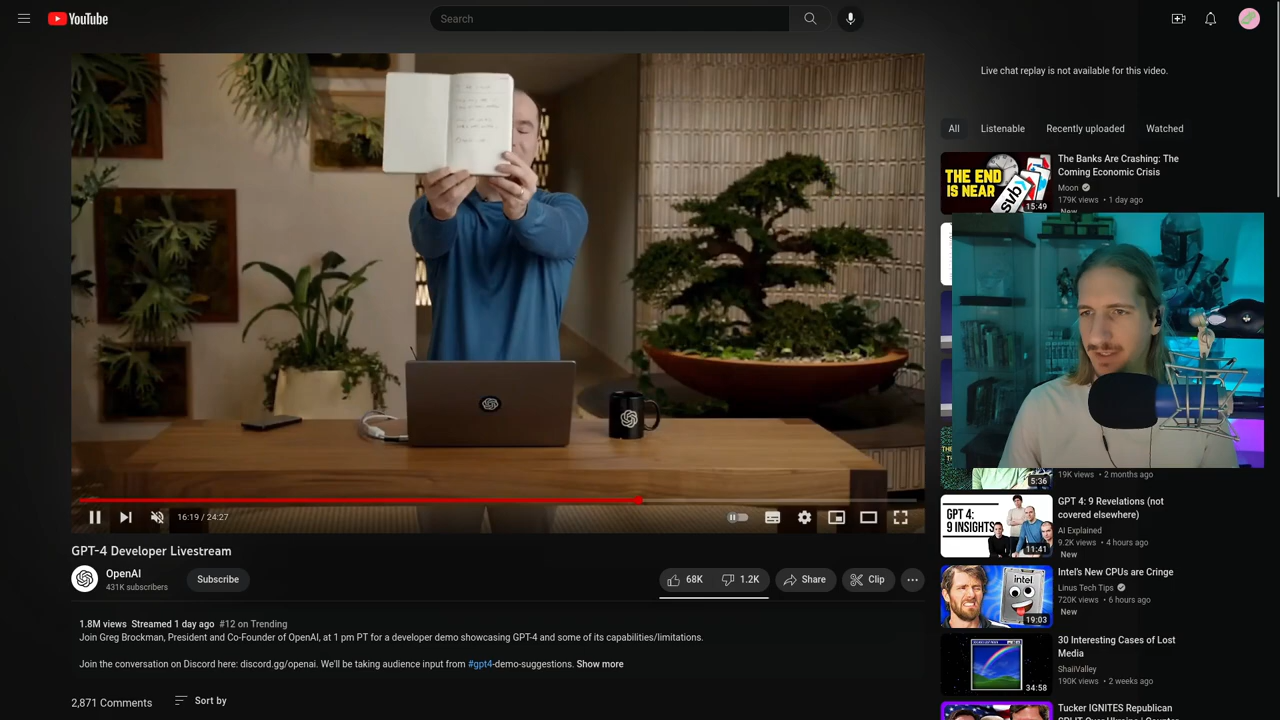 YouTube
Search
Live chat replay is not available for this video.
All
Listenable
Recently uploaded
Watched
THE END
IS NEAR
svb
15:49
The Banks Are Crashing: The
Coming Economic Crisis
Moon
179K views • 1 day ago
New
5:36
19K views • 2 months ago
16:19 / 24:27
GPT 4:
9 INSIGHTS
11:41
GPT 4: 9 Revelations (not
covered elsewhere)
AI Explained
9.2K views • 4 hours ago
New
GPT-4 Developer Livestream
OpenAI
431K subscribers
Subscribe
68K
1.2K
Share
Clip
intel
19:03
Intel's New CPUs are Cringe
Linus Tech Tips
720K views • 6 hours ago
New
1.8M views Streamed 1 day ago #12 on Trending
Join Greg Brockman, President and Co-Founder of OpenAI, at 1 pm PT for a developer demo showcasing GPT-4 and some of its capabilities/limitations.
Join the conversation on Discord here: discord.gg/openai. We'll be taking audience input from #gpt4-demo-suggestions. Show more
34:58
30 Interesting Cases of Lost
Media
ShaiiValley
190K views • 2 weeks ago
2,871 Comments
Sort by
Tucker IGNITES Republican